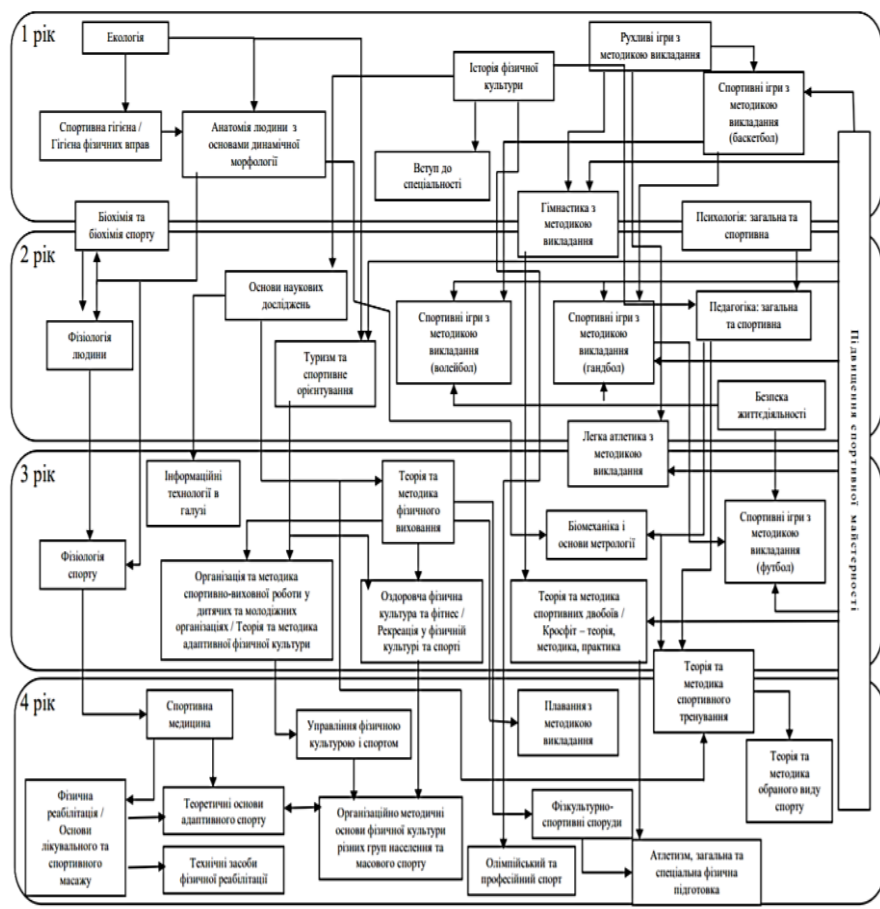 1 рік
Екологія
Рухливі ігри з
методикою викладання
Історія фізичної
культури
Спортивні ігри з
методикою
викладання
(баскетбол)
Спортивна гігієна /
Гігієна фізичних вправ
Анатомія людини з
основами динамічної
морфології
Вступ до
спеціальності
Біохімія та
біохімія спорту
Гімнастика з
методикою
викладання
Психологія: загальна та
спортивна
2 рік
Основи наукових
досліджень
Спортивні ігри з
методикою
викладання
(волейбол)
Спортивні ігри з
методикою
викладання
(гандбол)
Педагогіка: загальна
та спортивна
Фізіологія
людини
Туризм та
спортивне
орієнтування
Безпека
життєдіяльності
Підвищення спортивної майстерності
Легка атлетика з
методикою
викладання
3 рік
Інформаційні
технології в
галузі
Теорія та
методика
фізичного
виховання
Біомеханіка і
основи метрології
Спортивні ігри з
методикою
викладання
(футбол)
Фізіологія
спорту
Організація та методика
спортивно-виховної роботи у
дитячих та молодіжних
організаціях / Теорія та методика
адаптивної фізичної культури
Оздоровча фізична
культура та фітнес /
Рекреація у фізичній
культурі та спорті
Теорія та методика
спортивних двобоїв /
Кросфіт – теорія,
методика, практика
Теорія та
методика
спортивного
тренування
4 рік
Спортивна
медицина
Управління фізичною
культурою і спортом
Плавання з
методикою
викладання
Теорія та
методика
обраного виду
спорту
Фізична
реабілітація /
Основи
лікувального та
спортивного
масажу
Теоретичні основи
адаптивного спорту
Організаційно методичні
основи фізичної культури
різних груп населення та
масового спорту
Фізкультурно-
спортивні споруди
Технічні засоби
фізичної реабілітації
Олімпійський та
професійний спорт
Атлетизм, загальна та
спеціальна фізична
підготовка